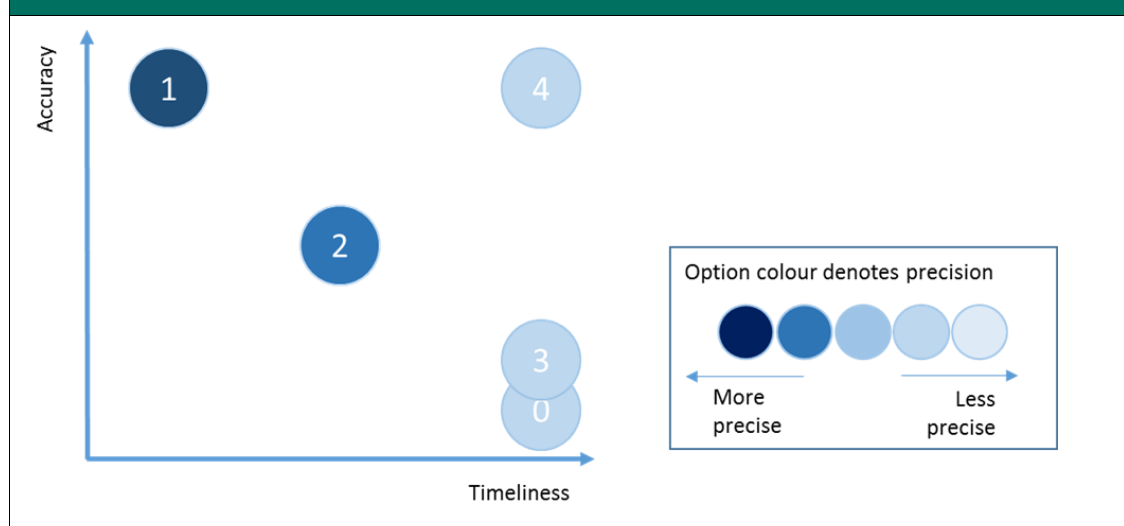 Accuracy
1
4
2
3
0
Timeliness
Option colour denotes precision
More
precise
Less
precise